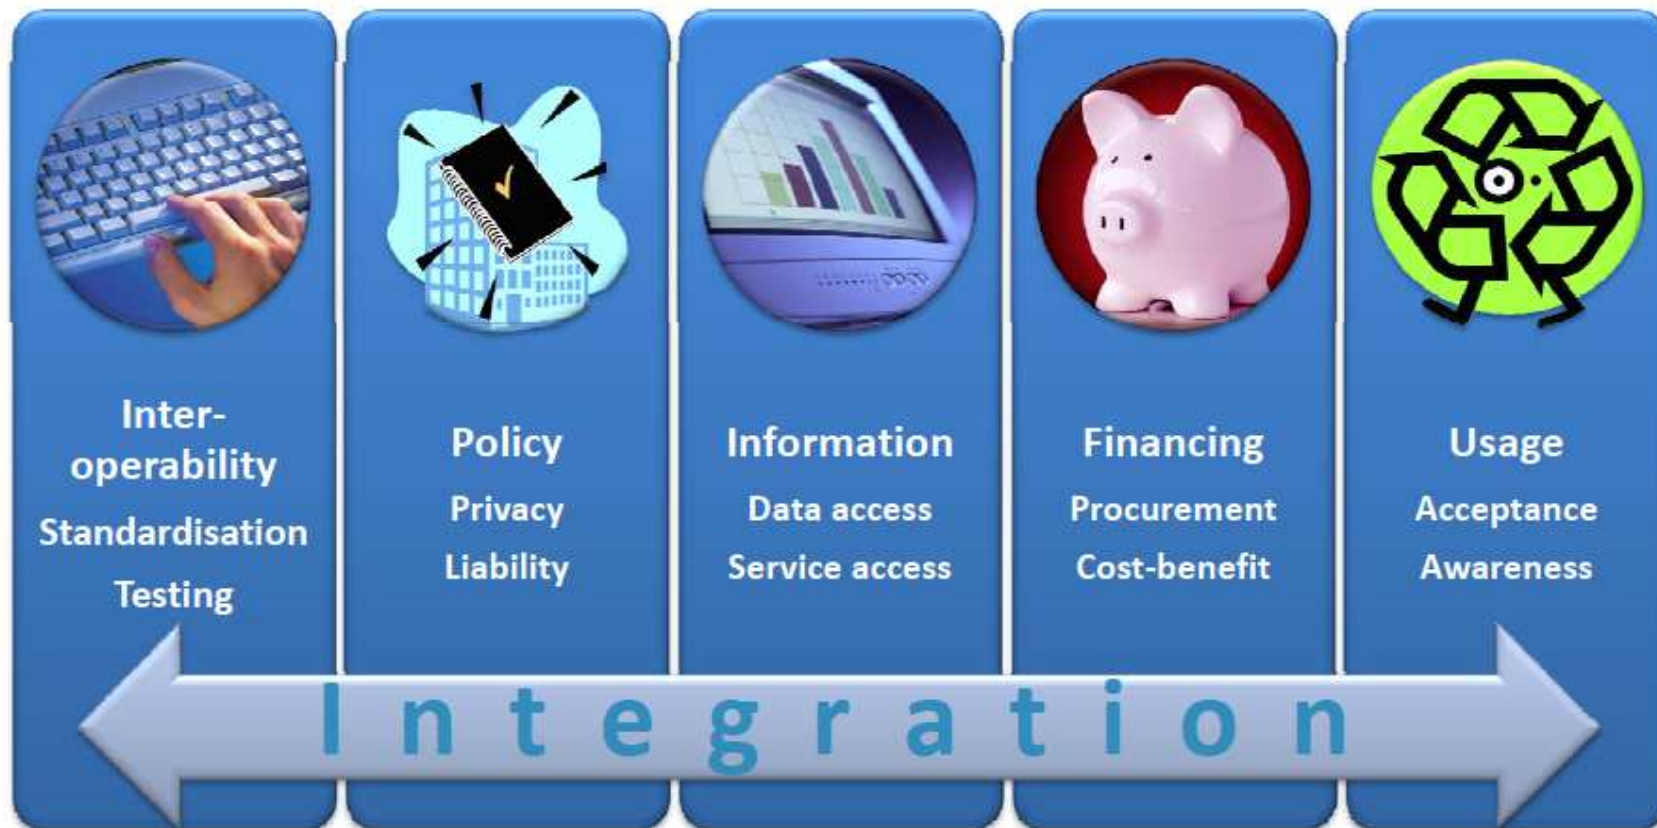 Inter-
operability
Standardisation
Testing
Policy
Privacy
Liability
Information
Data access
Service access
Financing
Procurement
Cost-benefit
Usage
Acceptance
Awareness
Integration